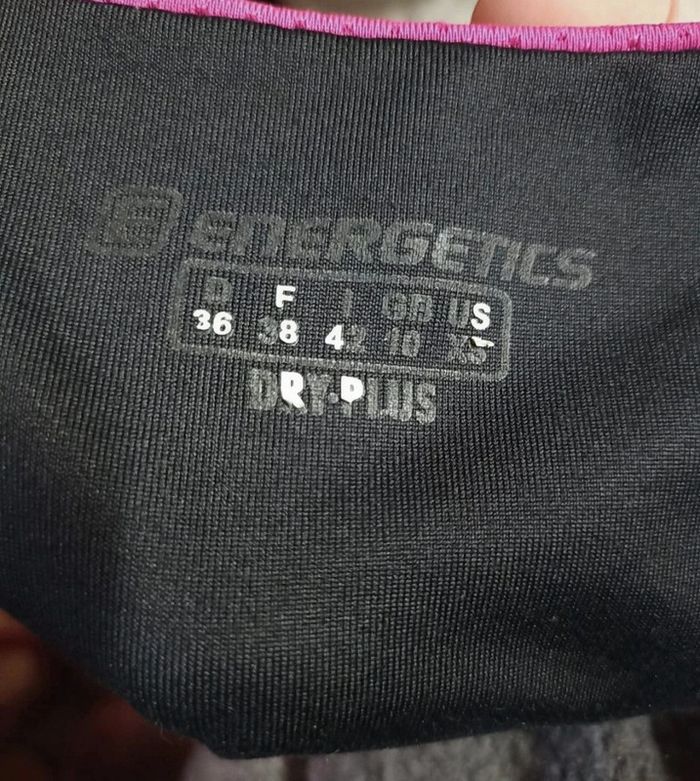 ENERGETICS
D F I GB US
36 38 42 10 XS
DRY·PLUS